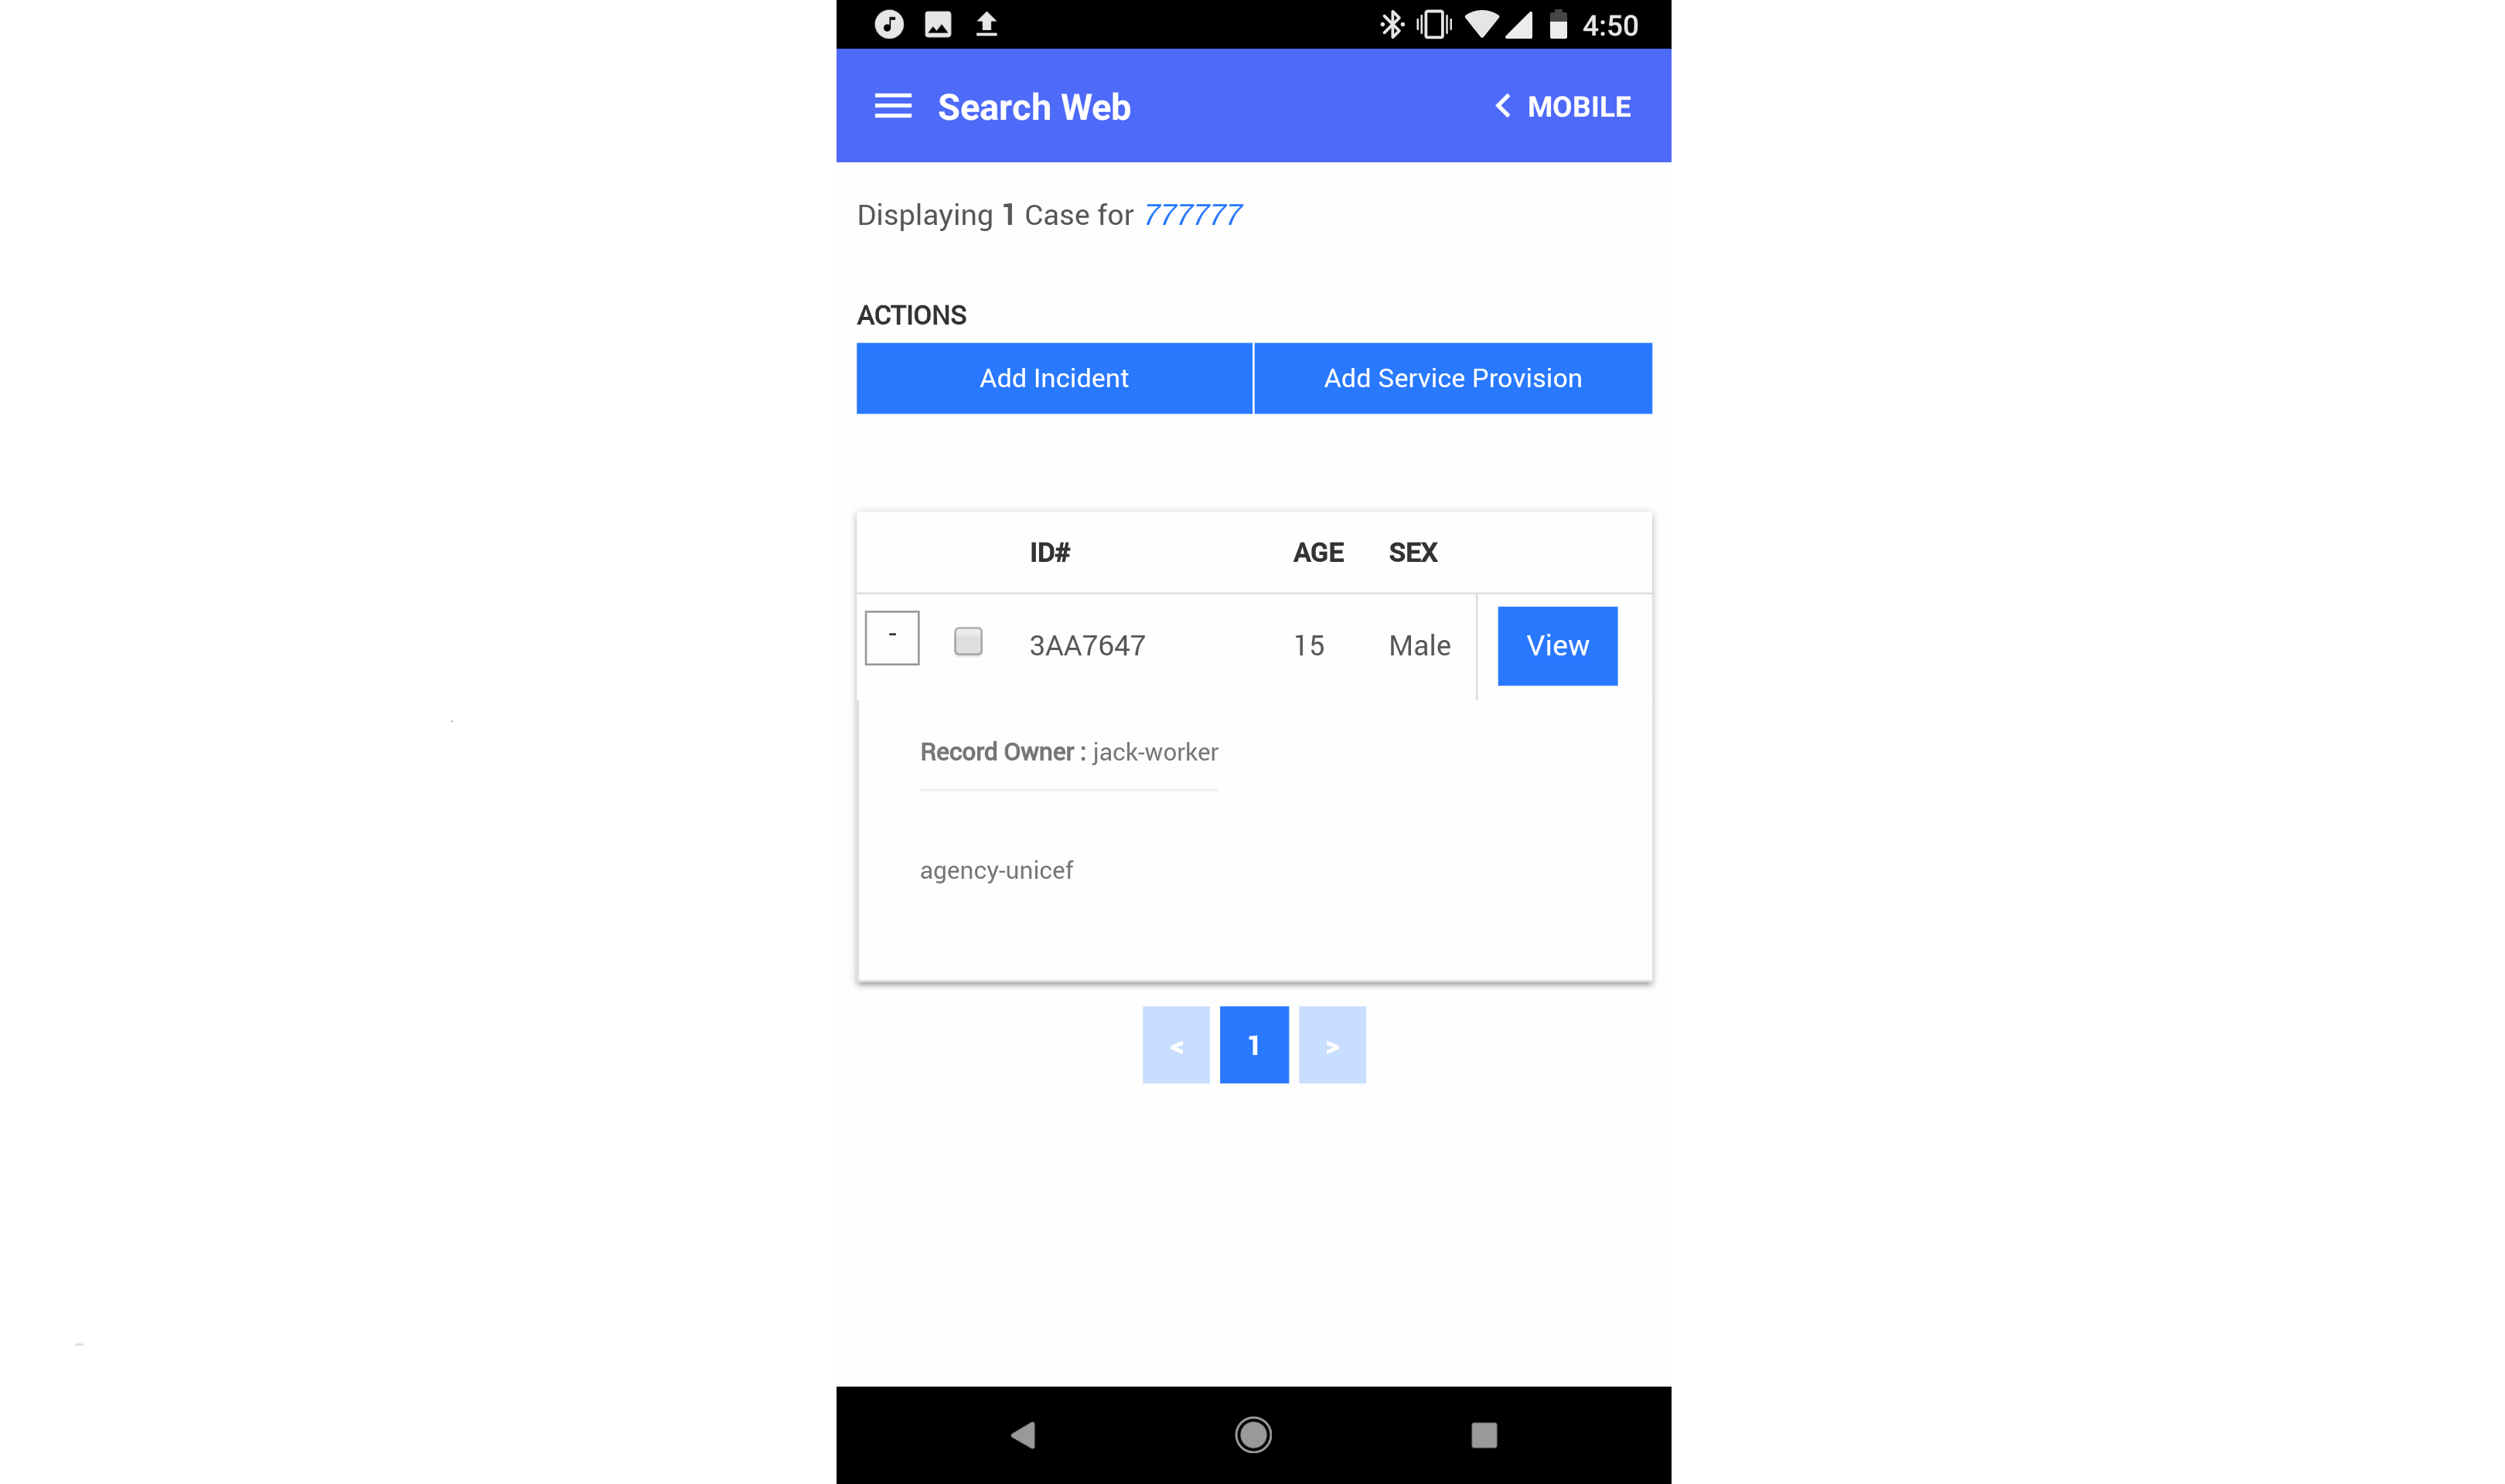 4:50
Search Web
MOBILE
Displaying 1 Case for 777777
ACTIONS
Add Incident Add Service Provision
ID# AGE SEX
- 3AA7647 15 Male View
Record Owner : jack-worker
agency-unicef
< 1 >